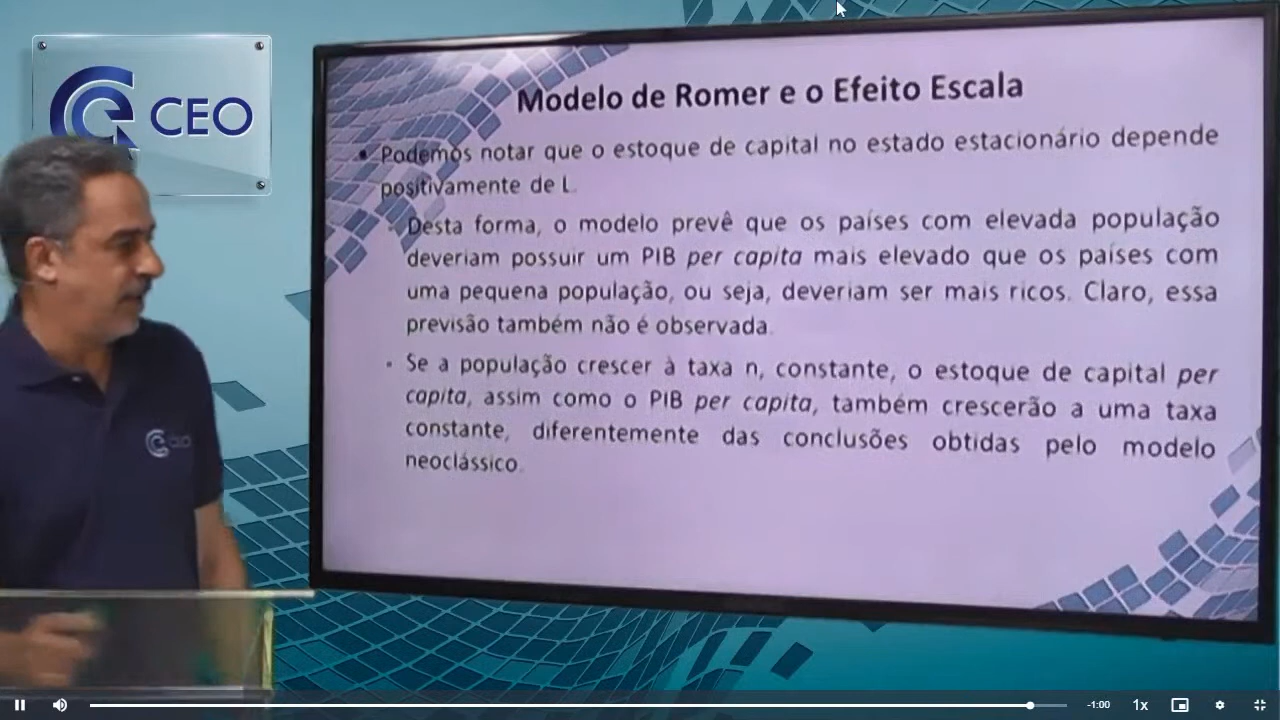 CEO
Modelo de Romer e o Efeito Escala
• Podemos notar que o estoque de capital no estado estacionário depende
positivamente de L.
- Desta forma, o modelo prevê que os países com elevada população
deveriam possuir um PIB per capita mais elevado que os países com
uma pequena população, ou seja, deveriam ser mais ricos. Claro, essa
previsão também não é observada.
- Se a população crescer à taxa n, constante, o estoque de capital per
capita, assim como o PIB per capita, também crescerão a uma taxa
constante, diferentemente das conclusões obtidas pelo modelo
neoclássico.
CEO
-1:00 1x